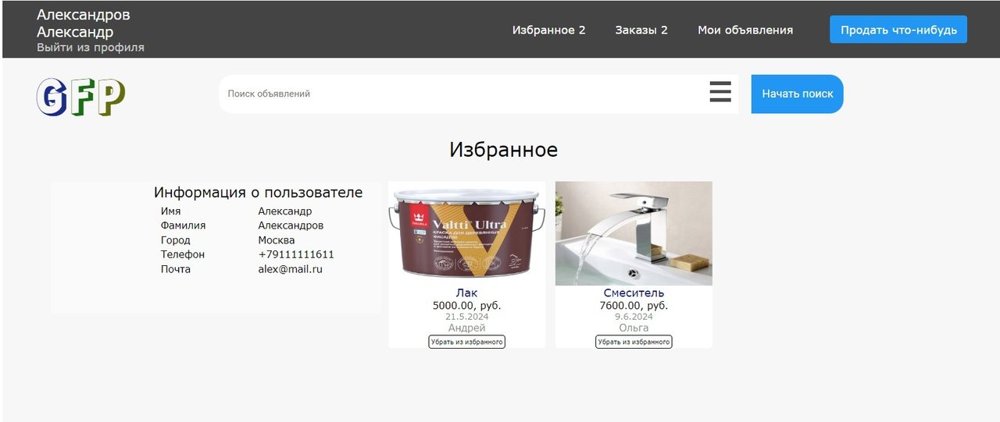 Александров
Александр
Выйти из профиля
Избранное 2
Заказы 2
Мои объявления
Продать что-нибудь
GFP
Поиск объявлений
Начать поиск
Избранное
Информация о пользователе
Имя Александр
Фамилия Александров
Город Москва
Телефон +79111111611
Почта alex@mail.ru
Valtti Ultra
КРАСКА ДЛЯ ДЕРЕВЯННЫХ
ФАСАДОВ
Лак
5000.00, руб.
21.5.2024
Андрей
Убрать из избранного
Смеситель
7600.00, руб.
9.6.2024
Ольга
Убрать из избранного